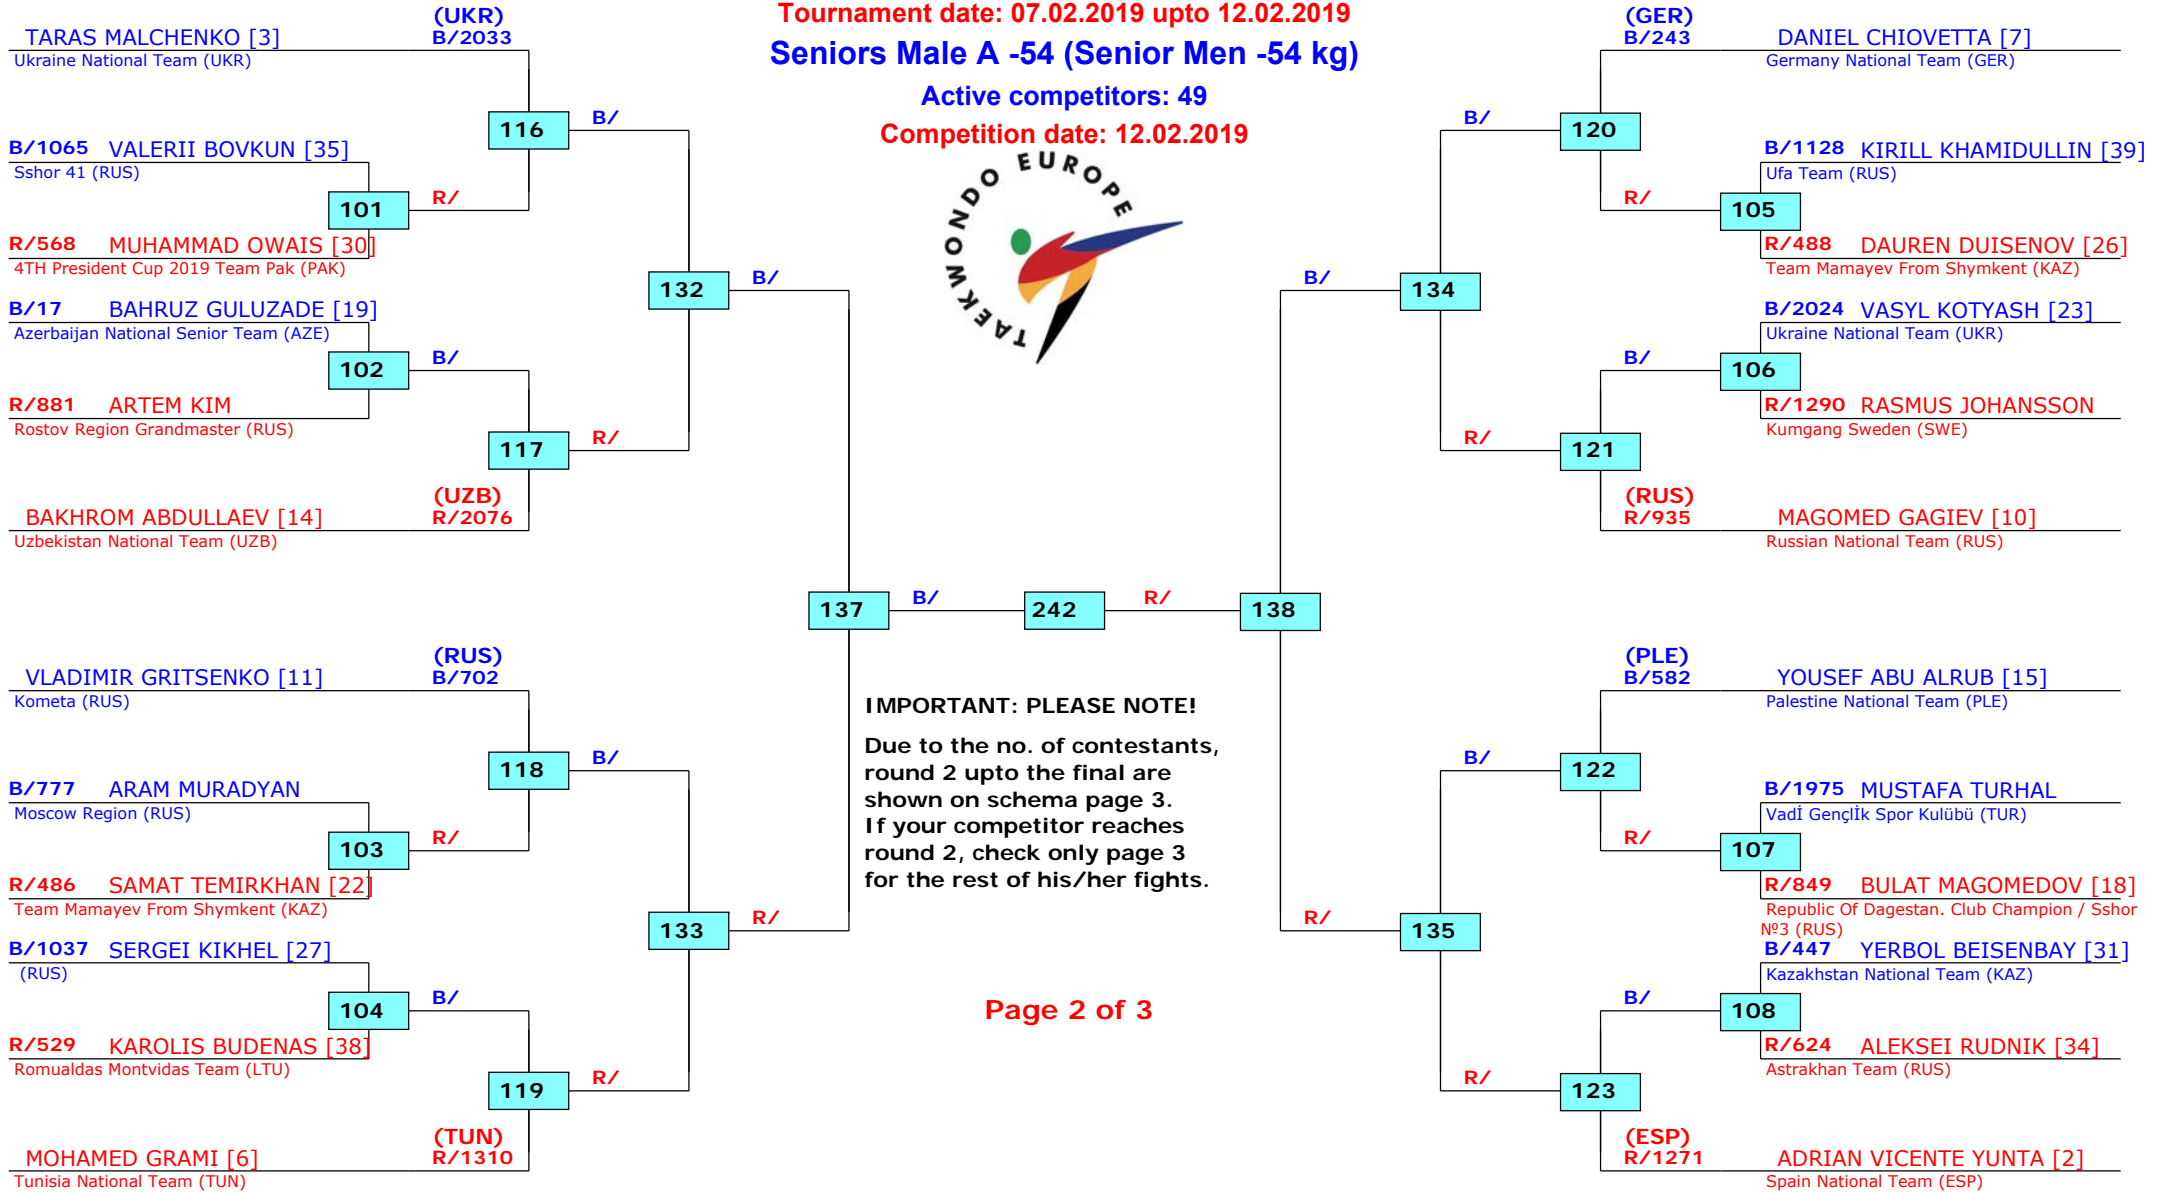 Tournament date: 07.02.2019 upto 12.02.2019
Seniors Male A -54 (Senior Men -54 kg)
Active competitors: 49
Competition date: 12.02.2019
TAEKWONDO EUROPE
(UKR)
TARAS MALCHENKO [3] B/2033
Ukraine National Team (UKR)
116 B/
B/1065 VALERII BOVKUN [35]
Sshor 41 (RUS)
101 R/
R/568 MUHAMMAD OWAIS [30]
4TH President Cup 2019 Team Pak (PAK)
132 B/
B/17 BAHRUZ GULUZADE [19]
Azerbaijan National Senior Team (AZE)
102 B/
R/881 ARTEM KIM
Rostov Region Grandmaster (RUS)
117 R/
(UZB)
BAKHROM ABDULLAEV [14] R/2076
Uzbekistan National Team (UZB)
137 B/ 242 R/ 138
(RUS)
VLADIMIR GRITSENKO [11] B/702
Kometa (RUS)
118 B/
B/777 ARAM MURADYAN
Moscow Region (RUS)
103 R/
R/486 SAMAT TEMIRKHAN [22]
Team Mamayev From Shymkent (KAZ)
133 R/
B/1037 SERGEI KIKHEL [27]
(RUS)
104 B/
R/529 KAROLIS BUDENAS [38]
Romualdas Montvidas Team (LTU)
119 R/
(TUN)
MOHAMED GRAMI [6] R/1310
Tunisia National Team (TUN)
IMPORTANT: PLEASE NOTE!
Due to the no. of contestants,
round 2 upto the final are
shown on schema page 3.
If your competitor reaches
round 2, check only page 3
for the rest of his/her fights.
Page 2 of 3
(GER)
B/243 DANIEL CHIOVETTA [7]
Germany National Team (GER)
B/ 120
B/1128 KIRILL KHAMIDULLIN [39]
Ufa Team (RUS)
R/ 105
R/488 DAUREN DUISENOV [26]
Team Mamayev From Shymkent (KAZ)
B/ 134
B/2024 VASYL KOTYASH [23]
Ukraine National Team (UKR)
B/ 106
R/1290 RASMUS JOHANSSON
Kumgang Sweden (SWE)
R/ 121
(RUS)
R/935 MAGOMED GAGIEV [10]
Russian National Team (RUS)
(PLE)
B/582 YOUSEF ABU ALRUB [15]
Palestine National Team (PLE)
B/ 122
B/1975 MUSTAFA TURHAL
Vadİ Gençlİk Spor Kulübü (TUR)
R/ 107
R/849 BULAT MAGOMEDOV [18]
Republic Of Dagestan. Club Champion / Sshor
№3 (RUS)
R/ 135
B/447 YERBOL BEISENBAY [31]
Kazakhstan National Team (KAZ)
B/ 108
R/624 ALEKSEI RUDNIK [34]
Astrakhan Team (RUS)
R/ 123
(ESP)
R/1271 ADRIAN VICENTE YUNTA [2]
Spain National Team (ESP)